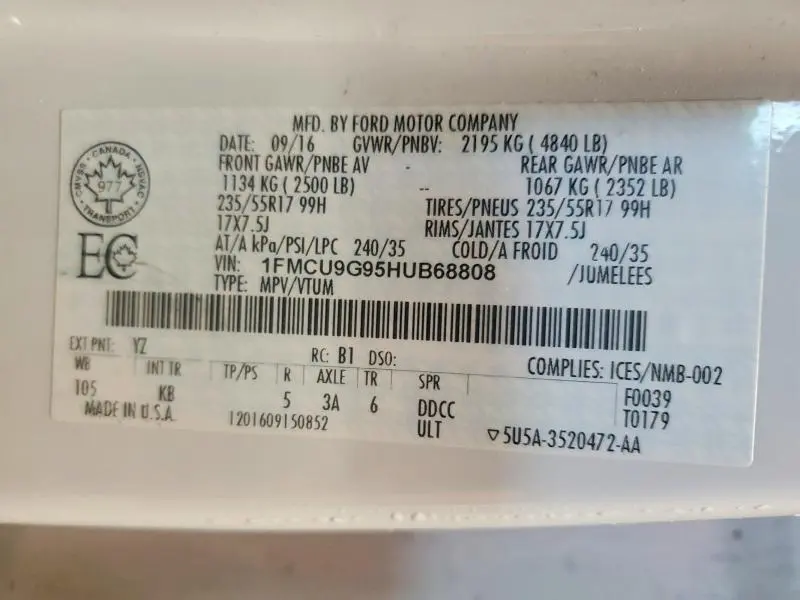 MFD. BY FORD MOTOR COMPANY
DATE: 09/16 GVWR/PNBV: 2195 KG ( 4840 LB)
FRONT GAWR/PNBE AV - REAR GAWR/PNBE AR
1134 KG ( 2500 LB) -- 1067 KG ( 2352 LB)
235/55R17 99H TIRES/PNEUS 235/55R17 99H
17X7.5J RIMS/JANTES 17X7.5J
AT/A kPa/PSI/LPC 240/35 COLD/A FROID 240/35
VIN: 1FMCU9G95HUB68808 /JUMELEES
TYPE: MPV/VTUM
CANADA
CMVSS NSVAC
977
TRANSPORT
EC
EXT PNT: YZ RC: B1 DSO: COMPLIES: ICES/NMB-002
WB INT TR TP/PS R AXLE TR SPR F0039
105 KB 5 3A 6 DDCC T0179
MADE IN U.S.A. 1201609150852 ULT ▽5U5A-3520472-AA